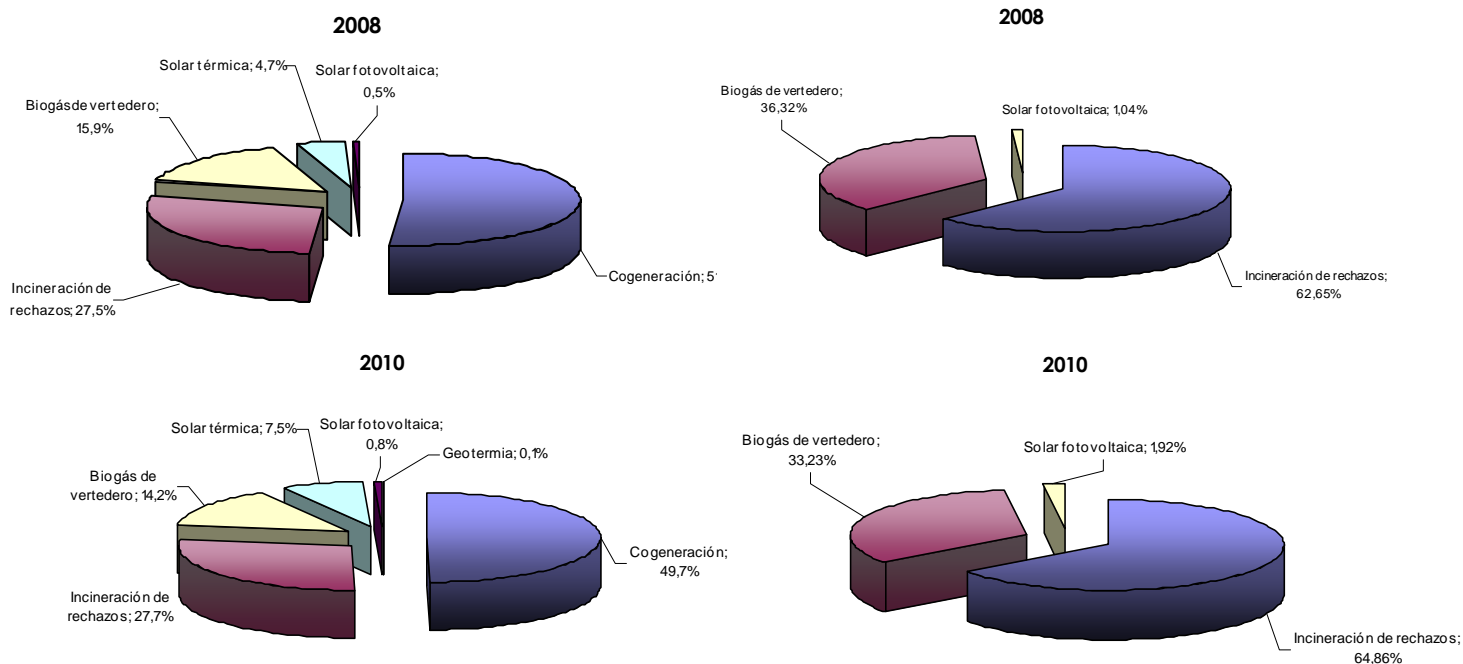 2008
Solar térmica; 4,7%
Solar fotovoltaica;
0,5%
Biogás de vertedero;
15,9%
Incineración de
rechazos; 27,5%
Cogeneración; 5
2008
Biogás de vertedero;
36,32%
Solar fotovoltaica; 1,04%
Incineración de rechazos;
62,65%
2010
Solar térmica; 7,5%
Solar fotovoltaica;
0,8%
Geotermia; 0,1%
Biogás de
vertedero; 14,2%
Incineración de
rechazos; 27,7%
Cogeneración;
49,7%
2010
Biogás de vertedero;
33,23%
Solar fotovoltaica; 1,92%
Incineración de rechazos;
64,86%